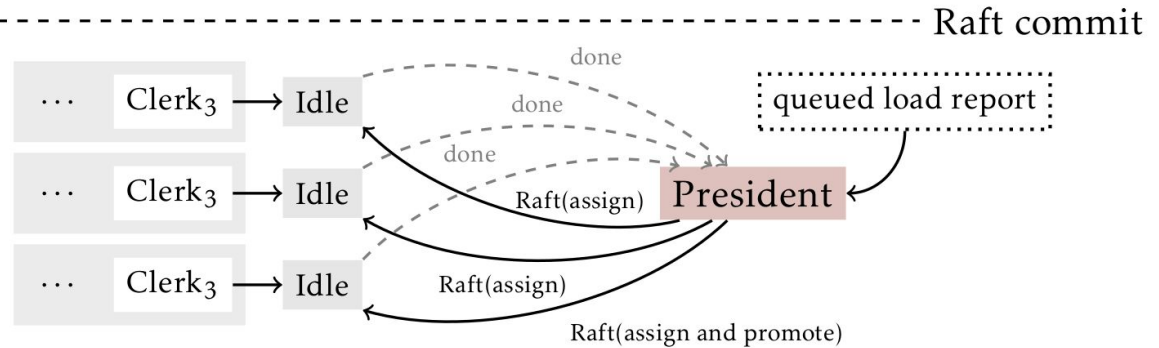 Raft commit
done
... Clerk₃ Idle
queued load report
done
done
... Clerk₃ Idle
President
Raft(assign)
... Clerk₃ Idle
Raft(assign)
Raft(assign and promote)